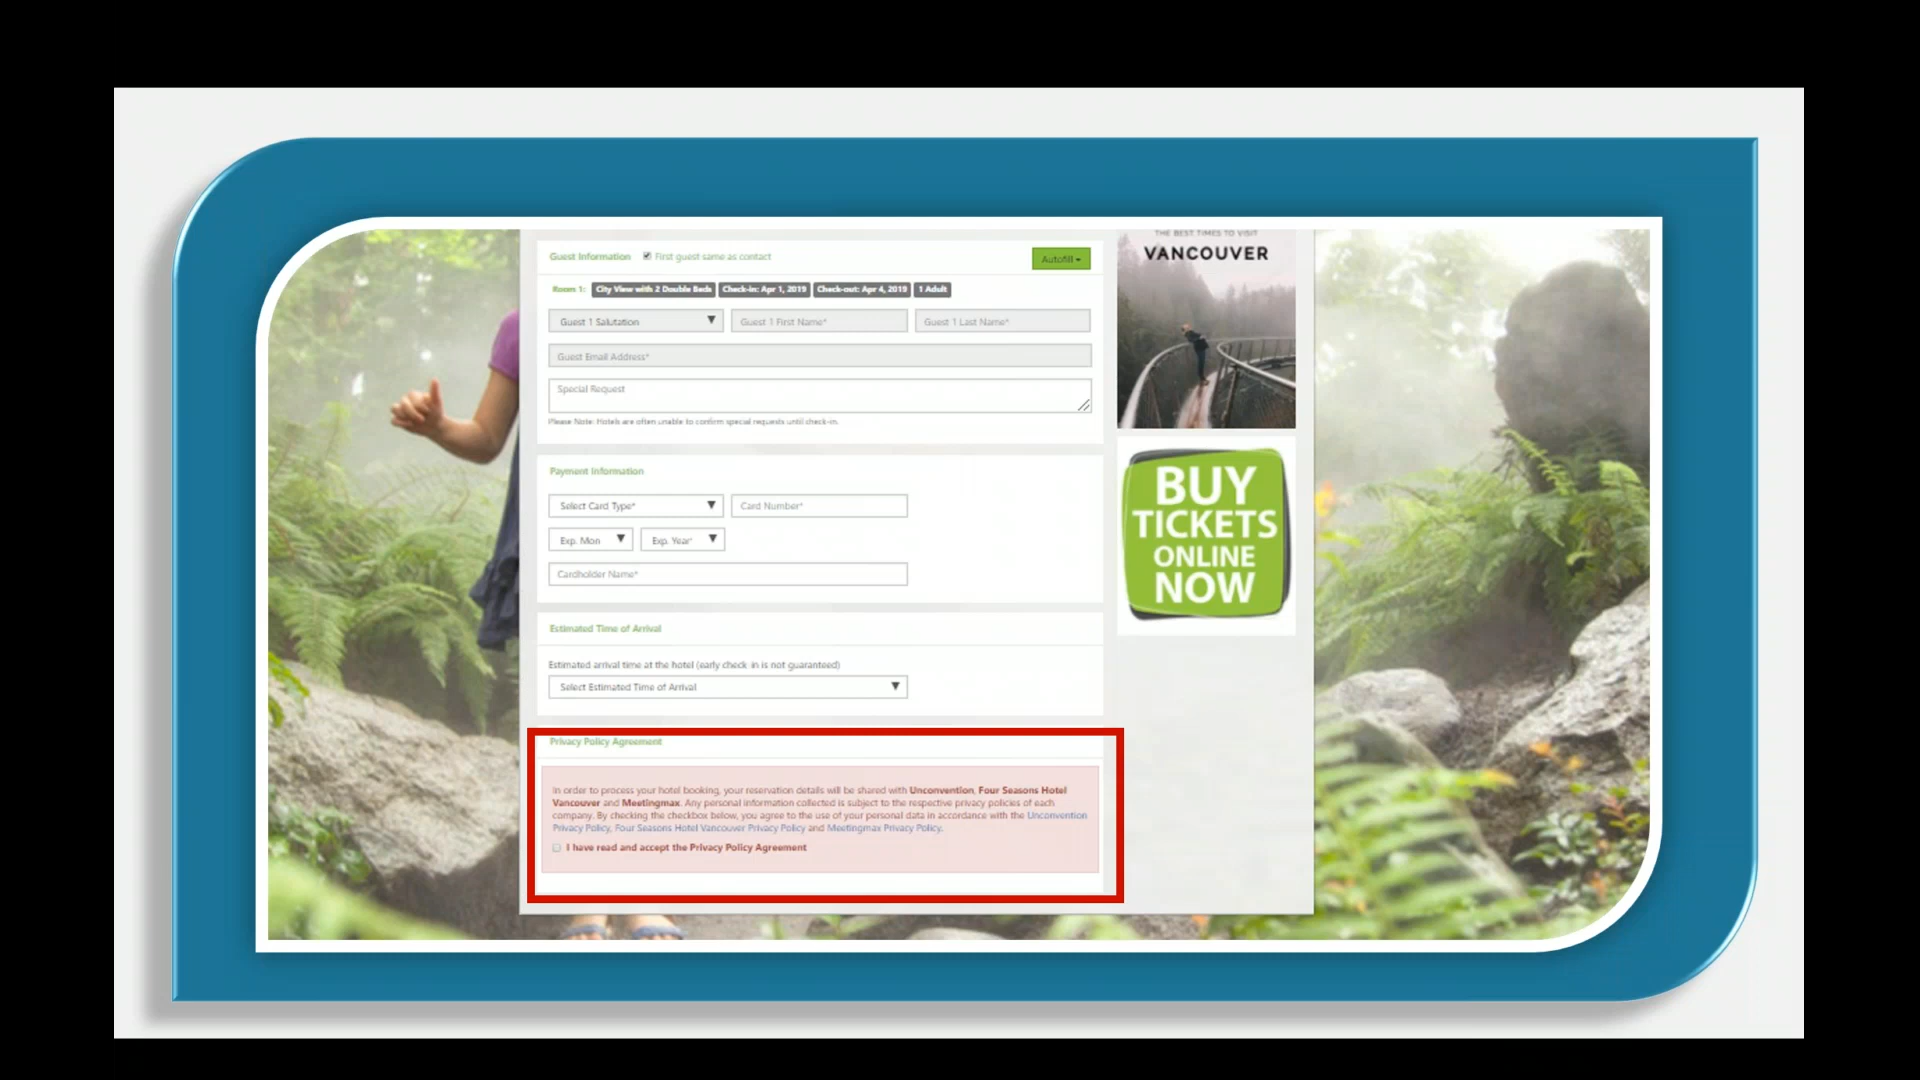 THE BEST TIMES TO VISIT
VANCOUVER
Guest Information First guest same as contact Autofill
Room 1: City View with 2 Double Beds Check-in: Apr 1, 2019 Check-out: Apr 4, 2019 1 Adult
Guest 1 Salutation Guest 1 First Name* Guest 1 Last Name*
Guest Email Address*
Special Request
Please Note: Hotels are often unable to confirm special requests until check-in.
Payment Information
Select Card Type* Card Number*
Exp. Mon Exp. Year*
Cardholder Name*
BUY
TICKETS
ONLINE
NOW
Estimated Time of Arrival
Estimated arrival time at the hotel (early check in is not guaranteed)
Select Estimated Time of Arrival
Privacy Policy Agreement
In order to process your hotel booking, your reservation details will be shared with Unconvention, Four Seasons Hotel
Vancouver and Meetingmax. Any personal information collected is subject to the respective privacy policies of each
company. By checking the checkbox below, you agree to the use of your personal data in accordance with the Unconvention
Privacy Policy, Four Seasons Hotel Vancouver Privacy Policy and Meetingmax Privacy Policy.
I have read and accept the Privacy Policy Agreement